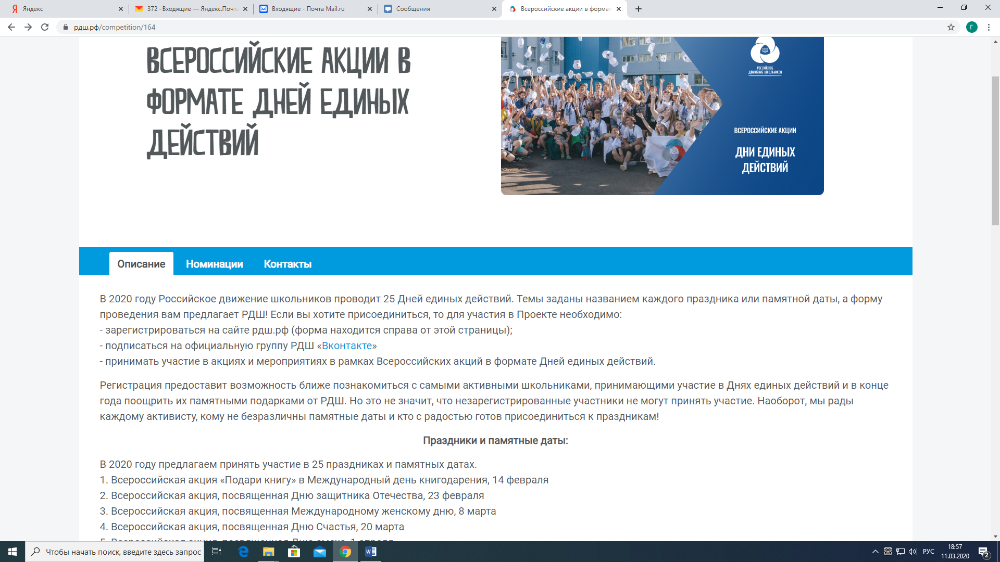 Яндекс
372 · Входящие — Яндекс.Почта
Входящие - Почта Mail.ru
Сообщения
Всероссийские акции в формат
рдш.рф/competition/164
Г
ВСЕРОССИЙСКИЕ АКЦИИ В
ФОРМАТЕ ДНЕЙ ЕДИНЫХ
ДЕЙСТВИЙ
РОССИЙСКОЕ
ДВИЖЕНИЕ ШКОЛЬНИКОВ
ВСЕРОССИЙСКИЕ АКЦИИ
ДНИ ЕДИНЫХ
ДЕЙСТВИЙ
Описание
Номинации
Контакты
В 2020 году Российское движение школьников проводит 25 Дней единых действий. Темы заданы названием каждого праздника или памятной даты, а форму
проведения вам предлагает РДШ! Если вы хотите присоединиться, то для участия в Проекте необходимо:
- зарегистрироваться на сайте рдш.рф (форма находится справа от этой страницы);
- подписаться на официальную группу РДШ «Вконтакте»
- принимать участие в акциях и мероприятиях в рамках Всероссийских акций в формате Дней единых действий.
Регистрация предоставит возможность ближе познакомиться с самыми активными школьниками, принимающими участие в Днях единых действий и в конце
года поощрить их памятными подарками от РДШ. Но это не значит, что незарегистрированные участники не могут принять участие. Наоборот, мы рады
каждому активисту, кому не безразличны памятные даты и кто с радостью готов присоединиться к праздникам!
Праздники и памятные даты:
В 2020 году предлагаем принять участие в 25 праздниках и памятных датах.
1. Всероссийская акция «Подари книгу» в Международный день книгодарения, 14 февраля
2. Всероссийская акция, посвященная Дню защитника Отечества, 23 февраля
3. Всероссийская акция, посвященная Международному женскому дню, 8 марта
4. Всероссийская акция, посвященная Дню Счастья, 20 марта
5. Всероссийская акция, посвященная Дню смеха, 1 апреля
Чтобы начать поиск, введите здесь запрос
РУС
18:57
11.03.2020
2